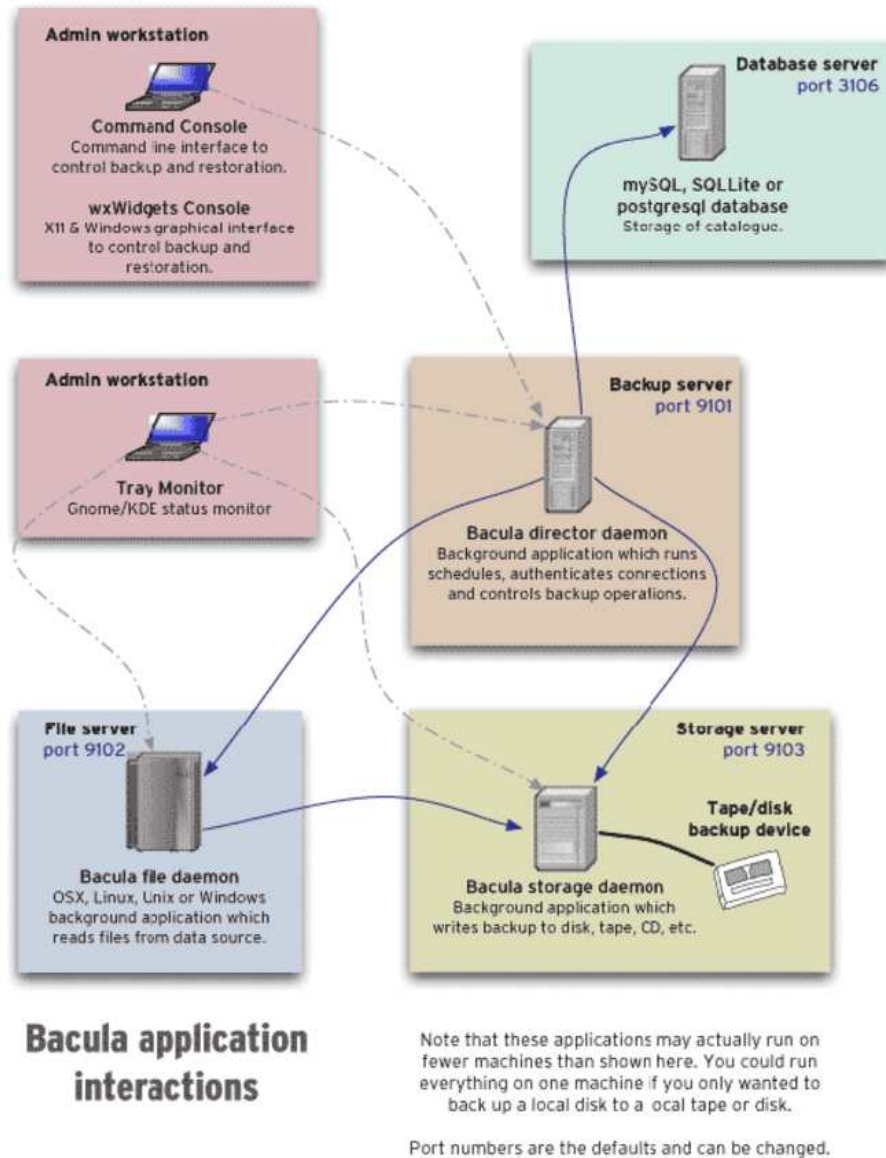 Admin workstation
Command Console
Command line interface to
control backup and restoration.
wxWidgets Console
X11 & Windows graphical interface
to control backup and
restoration.
Database server
port 3106
mySQL, SQLLite or
postgresql database
Storage of catalogue.
Admin workstation
Tray Monitor
Gnome/KDE status monitor
Backup server
port 9101
Bacula director daemon
Background application which runs
schedules, authenticates connections
and controls backup operations.
File server
port 9102
Bacula file daemon
OSX, Linux, Unix or Windows
background application which
reads files from data source.
Storage server
port 9103
Tape/disk
backup device
Bacula storage daemon
Background application which
writes backup to disk, tape, CD, etc.
Bacula application
interactions
Note that these applications may actually run on
fewer machines than shown here. You could run
everything on one machine if you only wanted to
back up a local disk to a local tape or disk.
Port numbers are the defaults and can be changed.